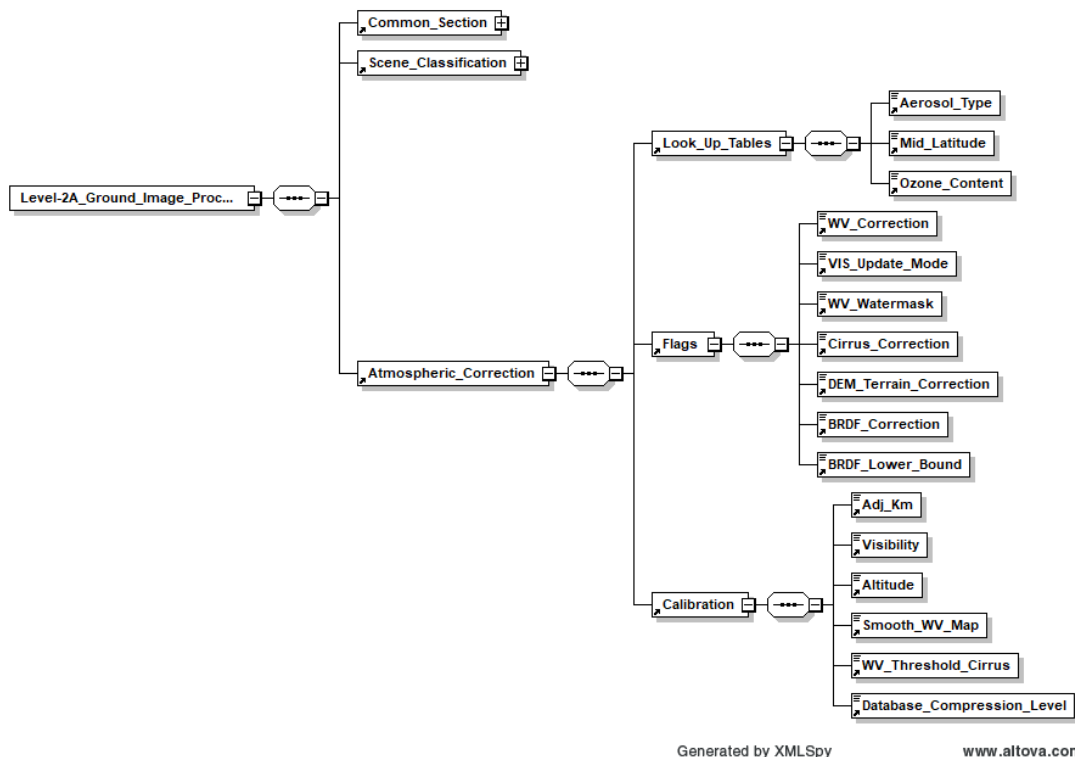 Common_Section
Scene_Classification
Level-2A_Ground_Image_Proc...
Atmospheric_Correction
Look_Up_Tables
Aerosol_Type
Mid_Latitude
Ozone_Content
Flags
WV_Correction
VIS_Update_Mode
WV_Watermask
Cirrus_Correction
DEM_Terrain_Correction
BRDF_Correction
BRDF_Lower_Bound
Calibration
Adj_Km
Visibility
Altitude
Smooth_WV_Map
WV_Threshold_Cirrus
Database_Compression_Level
Generated by XMLSpy
www.altova.com